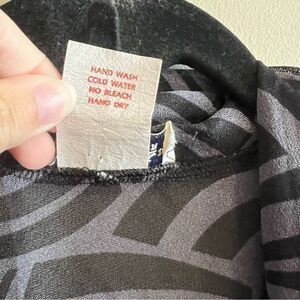 HAND WASH
COLD WATER
NO BLEACH
HANG DRY